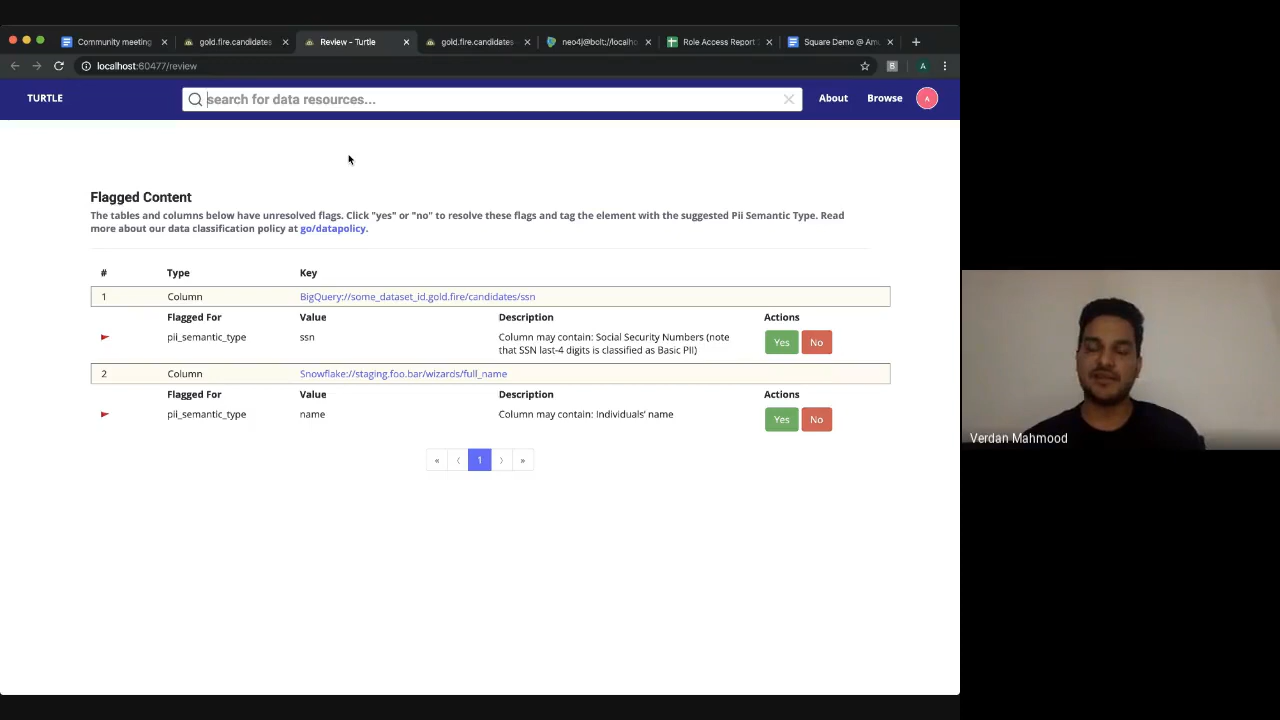 Community meeting
gold.fire.candidates
Review - Turtle
gold.fire.candidates
neo4j@bolt://localho
Role Access Report
Square Demo @ Am
localhost:60477/review
B
A
TURTLE
search for data resources...
About
Browse
A
Flagged Content
The tables and columns below have unresolved flags. Click "yes" or "no" to resolve these flags and tag the element with the suggested Pii Semantic Type. Read
more about our data classification policy at go/datapolicy.
# Type Key
1 Column BigQuery://some_dataset_id.gold.fire/candidates/ssn
Flagged For Value Description Actions
pii_semantic_type ssn Column may contain: Social Security Numbers (note
that SSN last-4 digits is classified as Basic PII)
Yes No
2 Column Snowflake://staging.foo.bar/wizards/full_name
Flagged For Value Description Actions
pii_semantic_type name Column may contain: Individuals' name
Yes No
« ‹ 1 › »
Verdan Mahmood